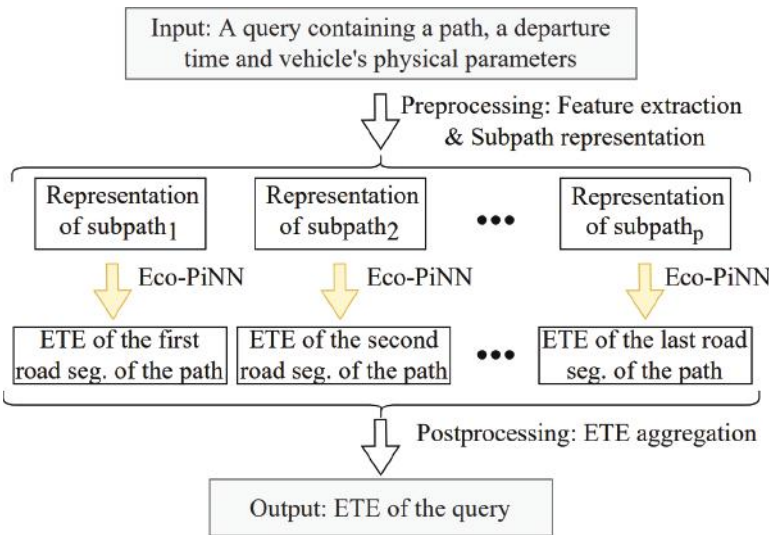 Input: A query containing a path, a departure
time and vehicle's physical parameters
Preprocessing: Feature extraction
& Subpath representation
Representation
of subpath1
Representation
of subpath2
•••
Representation
of subpathp
Eco-PiNN
Eco-PiNN
Eco-PiNN
ETE of the first
road seg. of the path
ETE of the second
road seg. of the path
•••
ETE of the last road
seg. of the path
Postprocessing: ETE aggregation
Output: ETE of the query